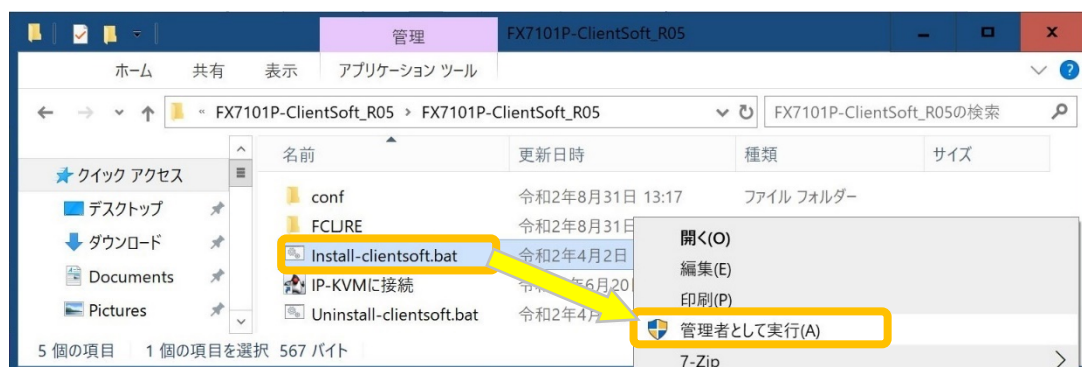 管理 FX7101P-ClientSoft_R05
ホーム 共有 表示 アプリケーション ツール
« FX7101P-ClientSoft_R05 › FX7101P-ClientSoft_R05 FX7101P-ClientSoft_R05の検索
名前 更新日時 種類 サイズ
クイック アクセス
デスクトップ
ダウンロード
Documents
Pictures
conf 令和2年8月31日 13:17 ファイル フォルダー
FCLJRE 令和2年8月31日
Install-clientsoft.bat 令和2年4月2日
IP-KVMに接続 年6月20
Uninstall-clientsoft.bat 令和2年4月
開く(O)
編集(E)
印刷(P)
管理者として実行(A)
7-Zip
5 個の項目 1 個の項目を選択 567 バイト